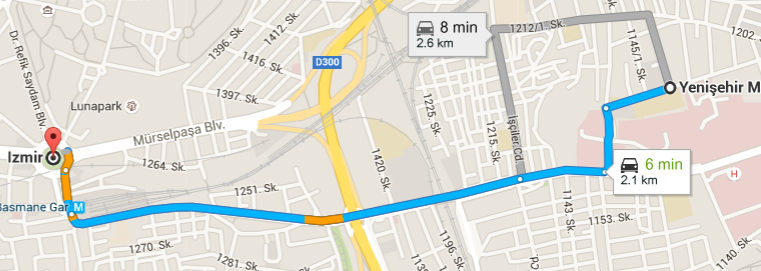 1396. Sk.
1412. Sk.
1416. Sk.
Dr. Refik Saydam Blv.
D300
8 min
2.6 km
1212/1. Sk.
1145/1. Sk.
1202.
Lunapark
1397. Sk.
Yenişehir M
1225. Sk.
İşçiler Cd.
1215. Sk.
Mürselpaşa Blv.
Izmir
1264. Sk.
1420. Sk.
6 min
2.1 km
H
1251. Sk.
Basmane Gar M
1143. Sk.
1153. Sk.
1270. Sk.
1281. Sk.
1196. Sk.
1140. Sk.